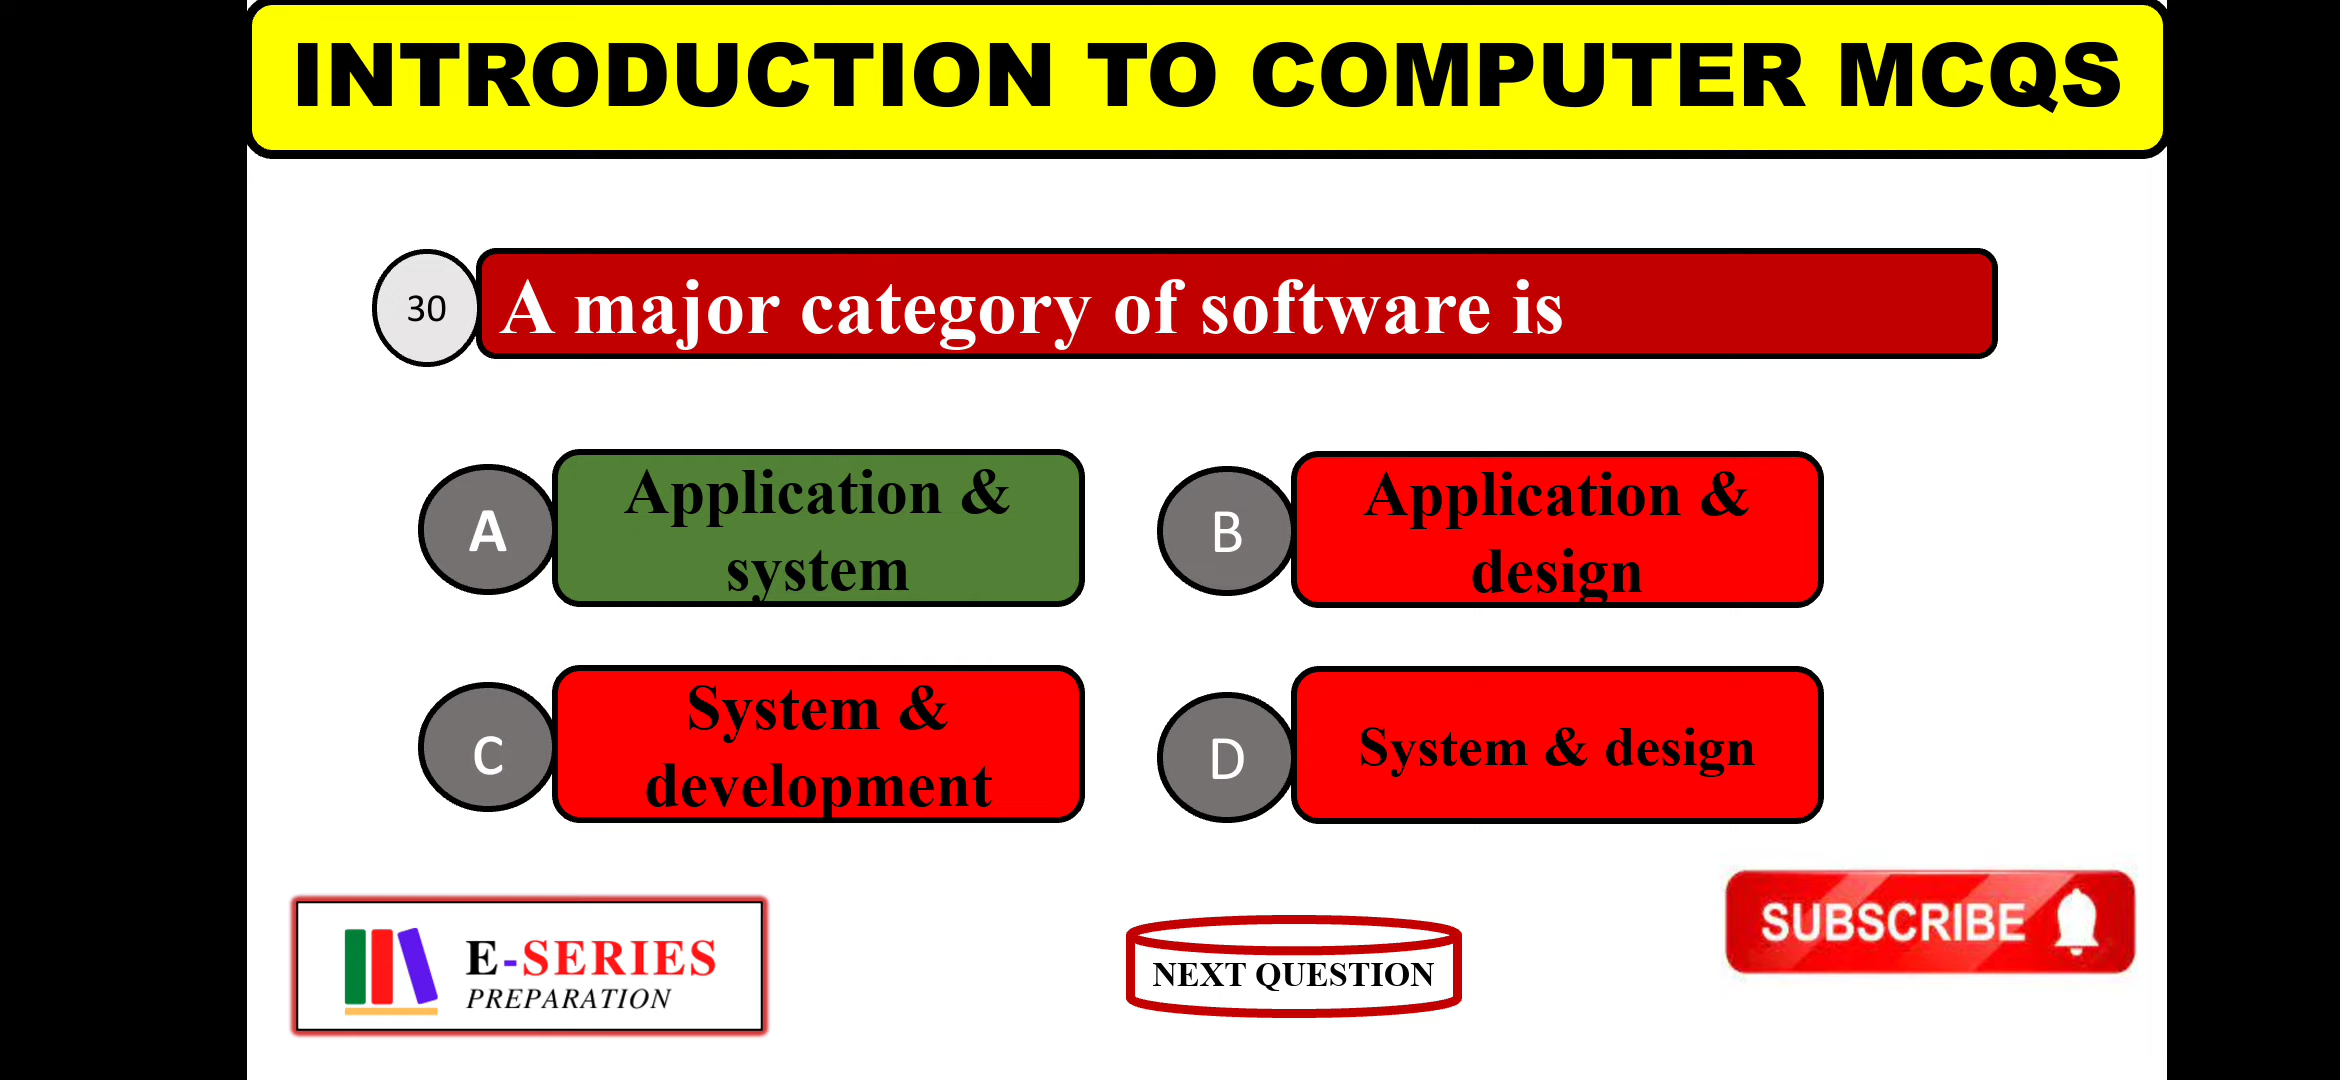 INTRODUCTION TO COMPUTER MCQS
30
A major category of software is
A
Application &
system
B
Application &
design
C
System &
development
D
System & design
E-SERIES
PREPARATION
NEXT QUESTION
SUBSCRIBE